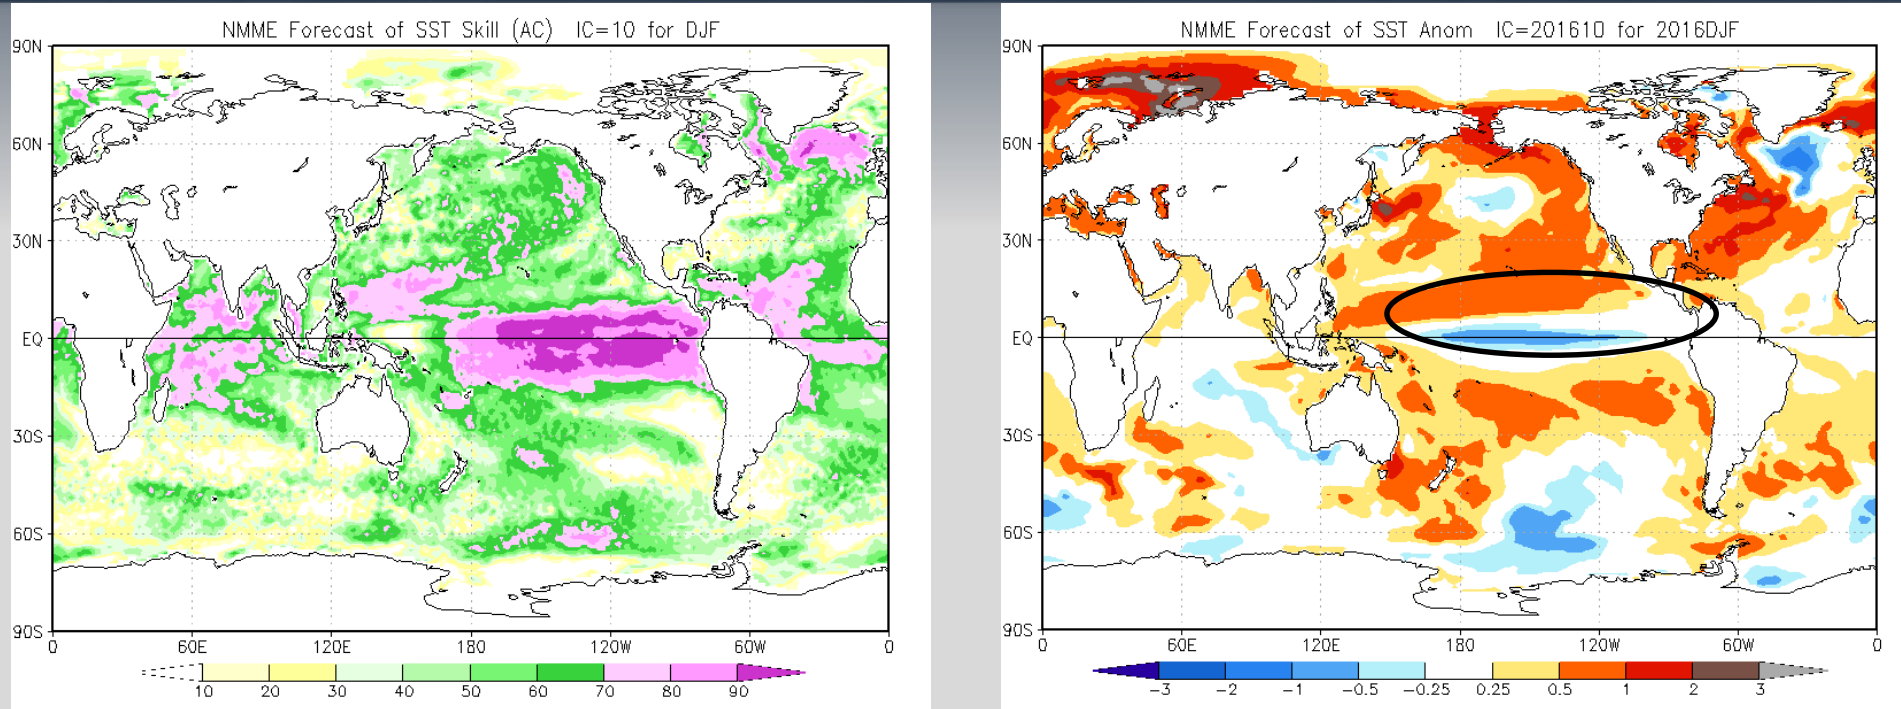 NMME Forecast of SST Skill (AC) IC=10 for DJF
90N
60N
30N
EQ
30S
60S
90S
0 60E 120E 180 120W 60W 0
10 20 30 40 50 60 70 80 90
NMME Forecast of SST Anom IC=201610 for 2016DJF
90N
60N
30N
EQ
30S
60S
90S
0 60E 120E 180 120W 60W 0
-3 -2 -1 -0.5 -0.25 0.25 0.5 1 2 3